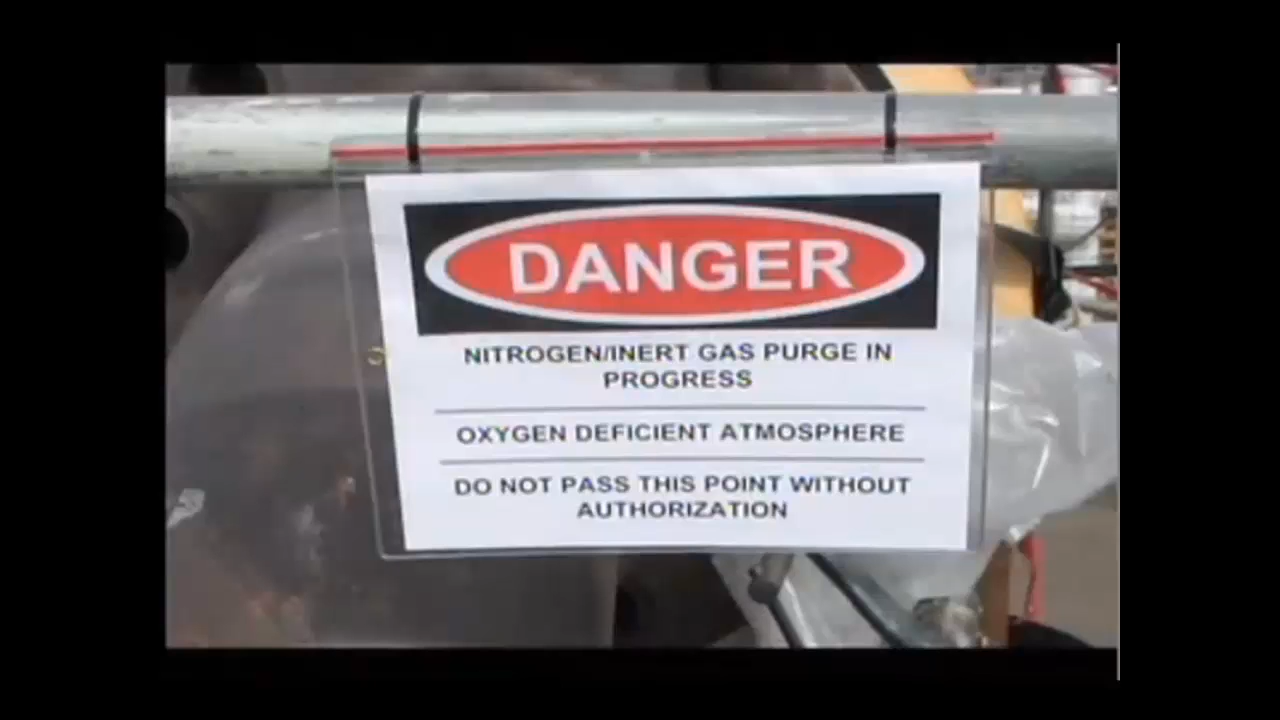 DANGER
NITROGEN/INERT GAS PURGE IN
PROGRESS
OXYGEN DEFICIENT ATMOSPHERE
DO NOT PASS THIS POINT WITHOUT
AUTHORIZATION